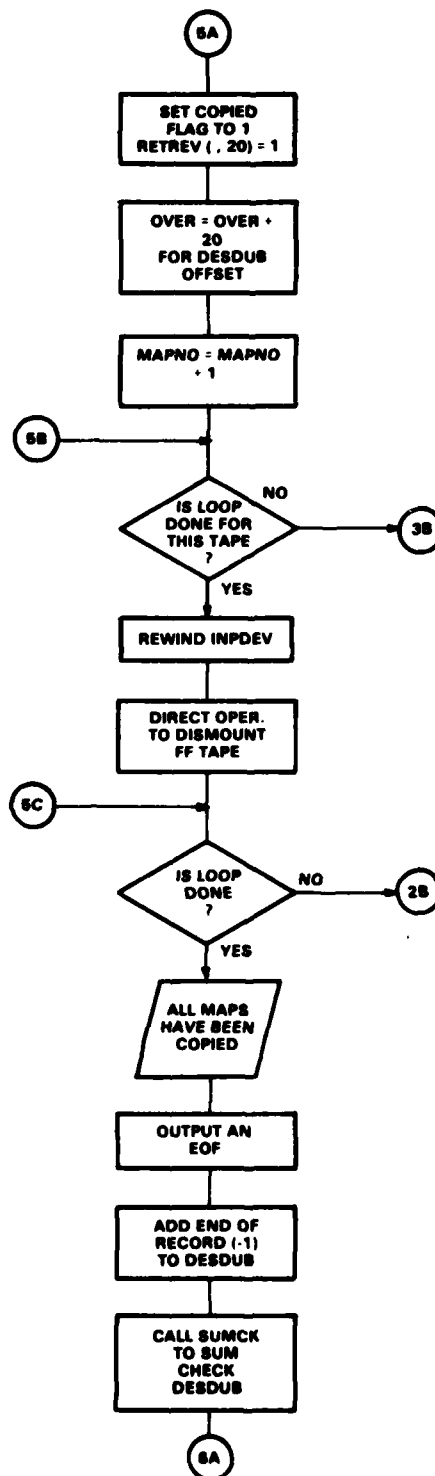 5A
SET COPIED
FLAG TO 1
RETREV ( , 20) = 1
OVER = OVER +
20
FOR DESDUB
OFFSET
MAPNO = MAPNO
+ 1
5B
IS LOOP
DONE FOR
THIS TAPE
?
NO
3B
YES
REWIND INPDEV
DIRECT OPER.
TO DISMOUNT
FF TAPE
5C
IS LOOP
DONE
?
NO
2B
YES
ALL MAPS
HAVE BEEN
COPIED
OUTPUT AN
EOF
ADD END OF
RECORD (-1)
TO DESDUB
CALL SUMCK
TO SUM
CHECK
DESDUB
6A